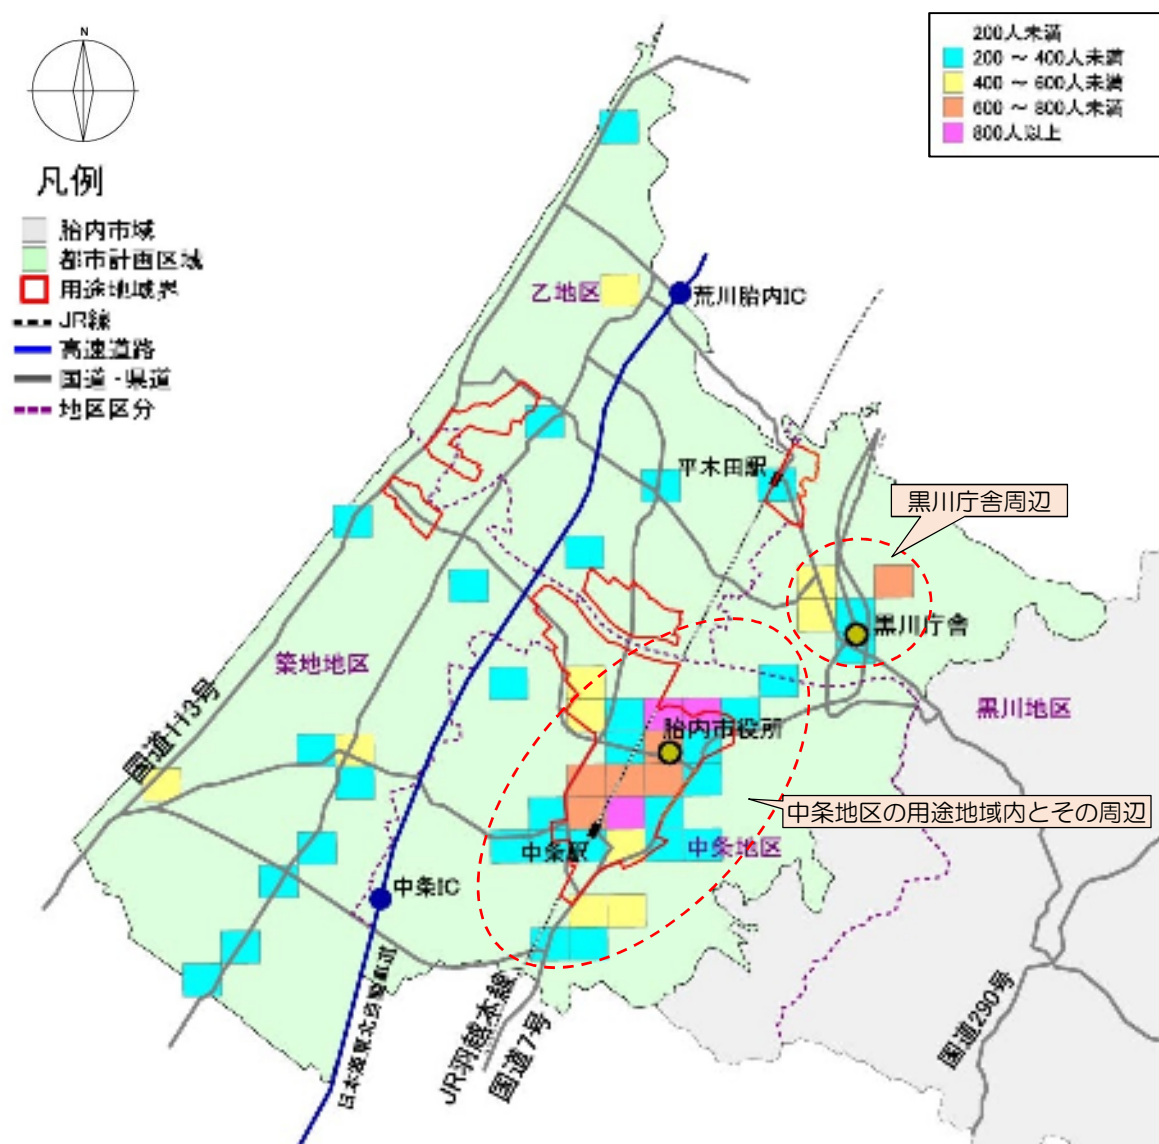 N
200人未満
200 ～ 400人未満
400 ～ 600人未満
600 ～ 800人未満
800人以上
凡例
胎内市域
都市計画区域
用途地域界
JR線
高速道路
国道・県道
地区区分
乙地区
荒川胎内IC
平木田駅
黒川庁舎周辺
黒川庁舎
築地地区
黒川地区
国道113号
胎内市役所
中条地区の用途地域内とその周辺
中条駅
中条地区
中条IC
日本海東北自動車道
JR羽越本線
国道7号
国道290号